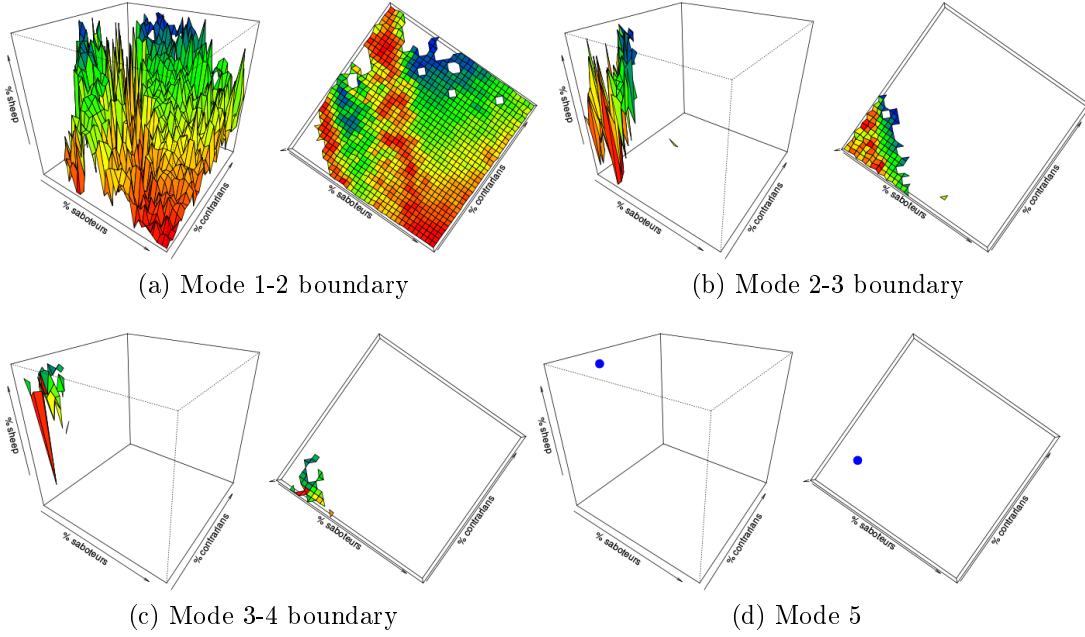 % sheep
% saboteurs
% contrarians
% saboteurs
% contrarians
% sheep
% saboteurs
% contrarians
% saboteurs
% contrarians
(a) Mode 1-2 boundary
(b) Mode 2-3 boundary
% sheep
% saboteurs
% contrarians
% saboteurs
% contrarians
% sheep
% saboteurs
% contrarians
% saboteurs
% contrarians
(c) Mode 3-4 boundary
(d) Mode 5